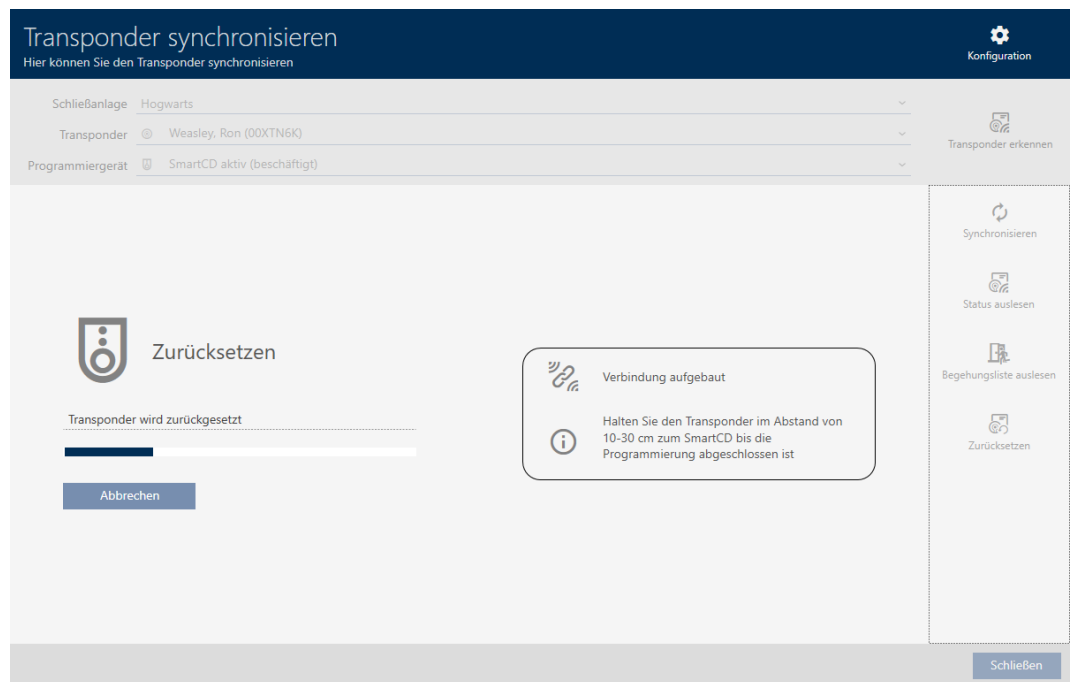 Transponder synchronisieren
Hier können Sie den Transponder synchronisieren
Konfiguration
Schließanlage Hogwarts
Transponder Weasley, Ron (00XTN6K)
Programmiergerät SmartCD aktiv (beschäftigt)
Transponder erkennen
Synchronisieren
Status auslesen
Begehungsliste auslesen
Zurücksetzen
Zurücksetzen
Transponder wird zurückgesetzt
Abbrechen
Verbindung aufgebaut
Halten Sie den Transponder im Abstand von
10-30 cm zum SmartCD bis die
Programmierung abgeschlossen ist
Schließen